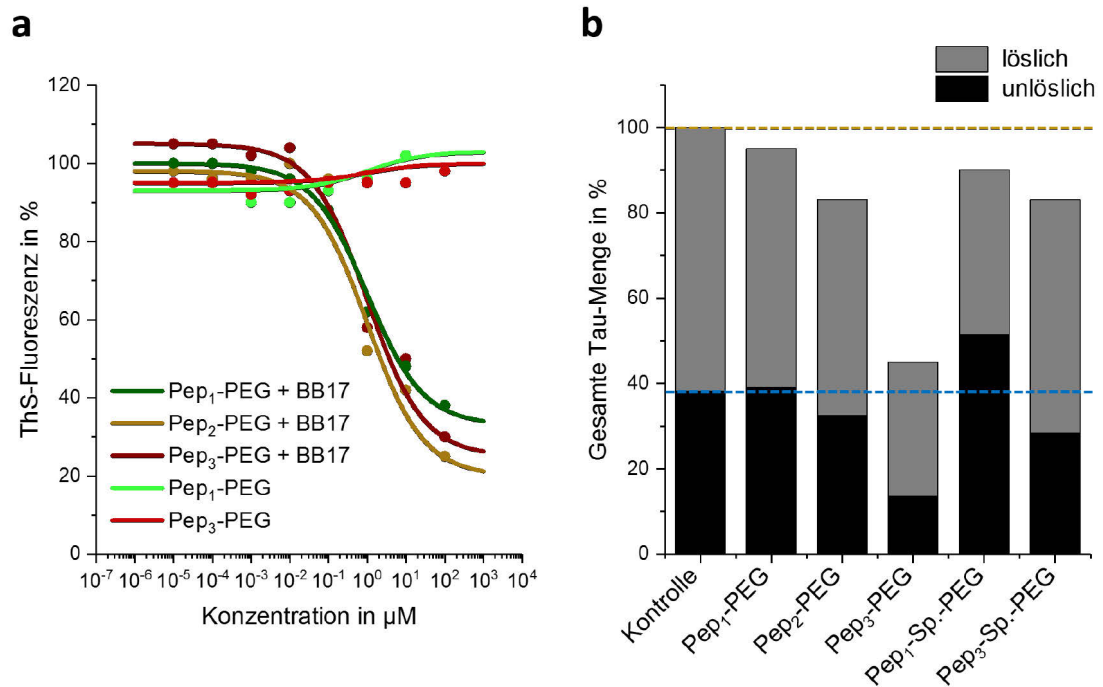 a
120
100
80
60
40
20
0
ThS-Fluoreszenz in %
Pep₁-PEG + BB17
Pep₂-PEG + BB17
Pep₃-PEG + BB17
Pep₁-PEG
Pep₃-PEG
10⁻⁷ 10⁻⁶ 10⁻⁵ 10⁻⁴ 10⁻³ 10⁻² 10⁻¹ 10⁰ 10¹ 10² 10³ 10⁴
Konzentration in µM
b
löslich
unlöslich
100
80
60
40
20
0
Gesamte Tau-Menge in %
Kontrolle
Pep₁-PEG
Pep₂-PEG
Pep₃-PEG
Pep₁-Sp.-PEG
Pep₃-Sp.-PEG